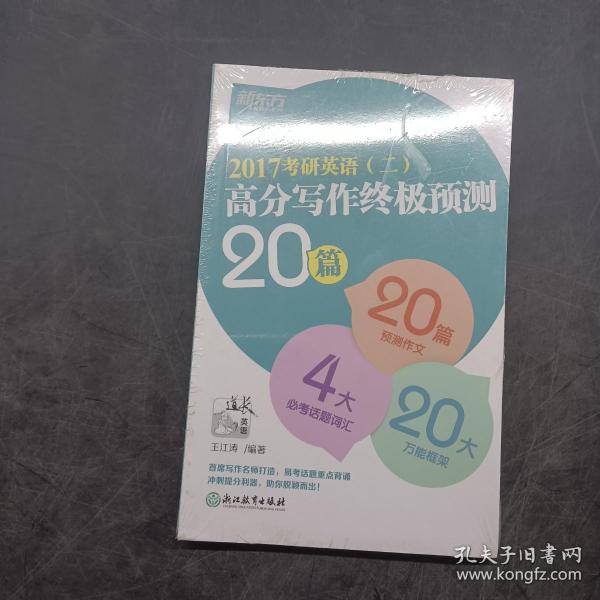 新东方
2017考研英语（二）
高分写作终极预测
20篇
20篇
预测作文
4大
必考话题词汇
20大
万能框架
道长
英语
王江涛 / 编著
首席写作名师打造，易考话题重点背诵
冲刺提分利器，助你脱颖而出！
浙江教育出版社
孔夫子旧书网
www.kongfz.com